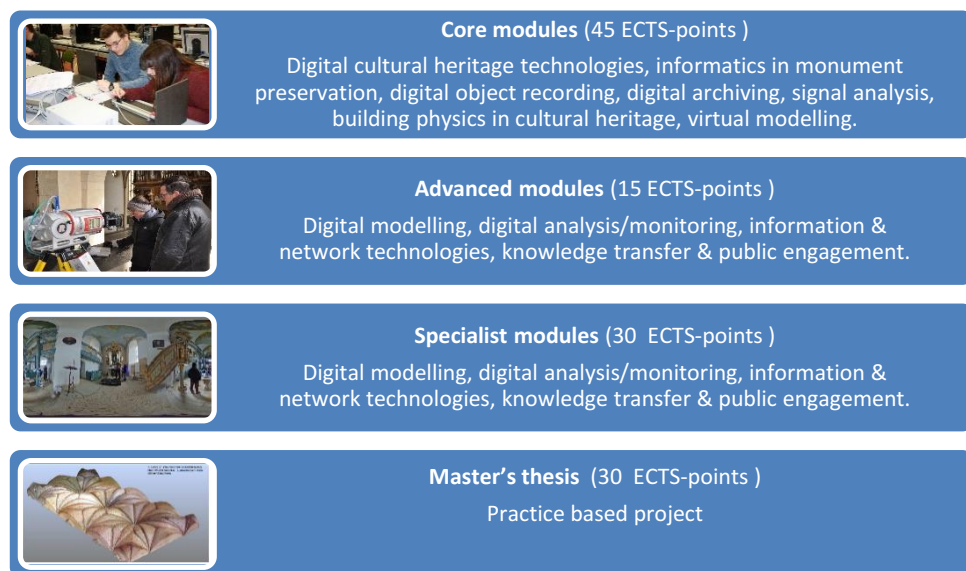 Core modules (45 ECTS-points )
Digital cultural heritage technologies, informatics in monument
preservation, digital object recording, digital archiving, signal analysis,
building physics in cultural heritage, virtual modelling.
Advanced modules (15 ECTS-points )
Digital modelling, digital analysis/monitoring, information &
network technologies, knowledge transfer & public engagement.
Specialist modules (30  ECTS-points )
Digital modelling, digital analysis/monitoring, information &
network technologies, knowledge transfer & public engagement.
Master’s thesis  (30  ECTS-points )
Practice based project